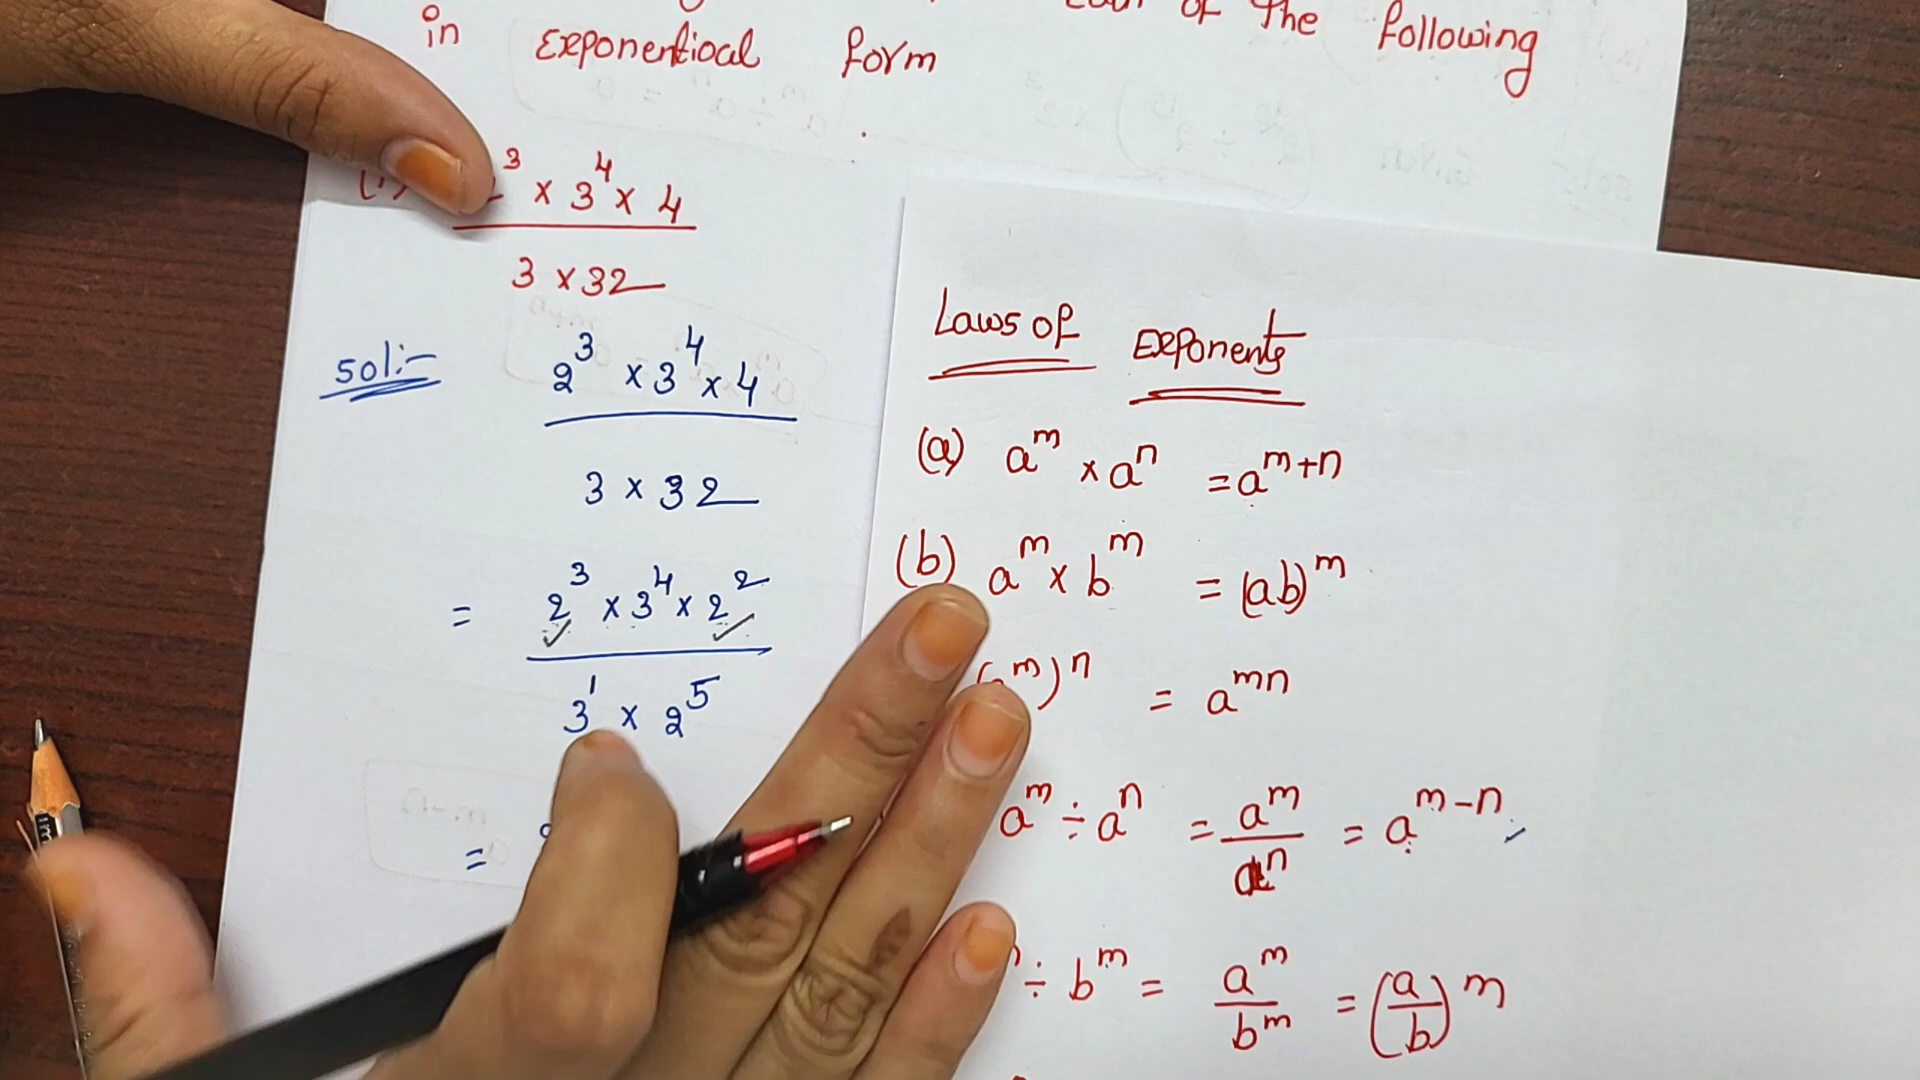 of the following
in Exponentioal form
3 × 3⁴ × 4
3 × 32
Sol:-
2³ × 3⁴ × 4
3 × 32
= 2³ × 3⁴ × 2²
3¹ × 2⁵
=
Laws of Exponents
(a) aᵐ × aⁿ = aᵐ⁺ⁿ
(b) aᵐ × bᵐ = (ab)ᵐ
ᵐ)ⁿ = aᵐⁿ
aᵐ ÷ aⁿ = aᵐ/aⁿ = aᵐ⁻ⁿ
÷ bᵐ = aᵐ/bᵐ = (a/b)ᵐ